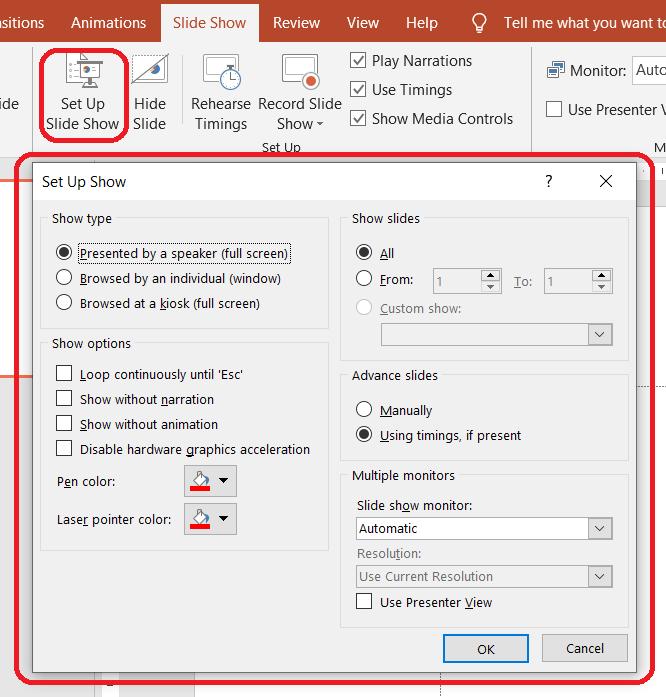 sitions Animations Slide Show Review View Help Tell me what you want to
ide
Set Up
Slide Show
Hide
Slide
Rehearse
Timings
Record Slide
Show
Play Narrations
Use Timings
Show Media Controls
Set Up
Monitor: Auto
Use Presenter V
M
Set Up Show ?
Show type
Presented by a speaker (full screen)
Browsed by an individual (window)
Browsed at a kiosk (full screen)
Show options
Loop continuously until 'Esc'
Show without narration
Show without animation
Disable hardware graphics acceleration
Pen color:
Laser pointer color:
Show slides
All
From: 1 To: 1
Custom show:
Advance slides
Manually
Using timings, if present
Multiple monitors
Slide show monitor:
Automatic
Resolution:
Use Current Resolution
Use Presenter View
OK Cancel